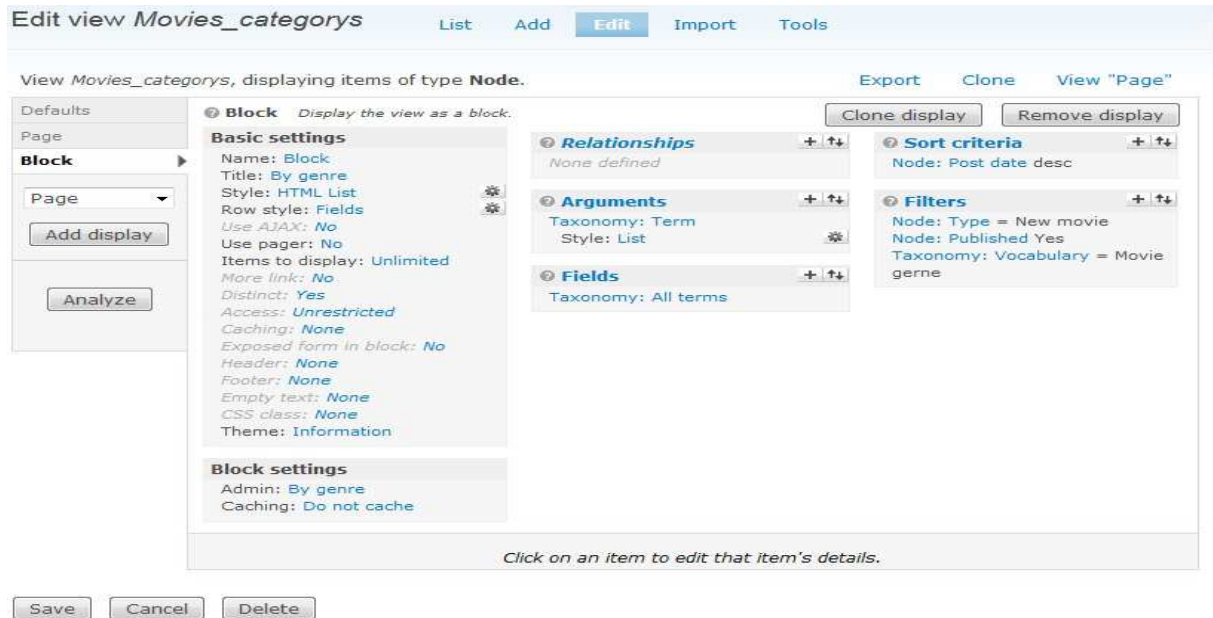 Edit view Movies_categorys
List Add Edit Import Tools
View Movies_categorys, displaying items of type Node.
Export Clone View "Page"
Defaults
Page
Block
Page
Add display
Analyze
Block Display the view as a block.
Clone display Remove display
Basic settings
Name: Block
Title: By genre
Style: HTML List
Row style: Fields
Use AJAX: No
Use pager: No
Items to display: Unlimited
More link: No
Distinct: Yes
Access: Unrestricted
Caching: None
Exposed form in block: No
Header: None
Footer: None
Empty text: None
CSS class: None
Theme: Information
Block settings
Admin: By genre
Caching: Do not cache
Relationships
None defined
Arguments
Taxonomy: Term
Style: List
Fields
Taxonomy: All terms
Sort criteria
Node: Post date desc
Filters
Node: Type = New movie
Node: Published Yes
Taxonomy: Vocabulary = Movie
gerne
Click on an item to edit that item's details.
Save Cancel Delete